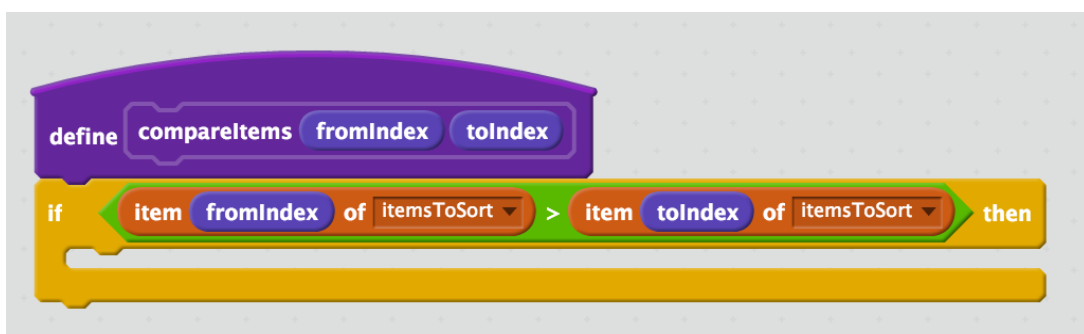 define compareItems fromIndex toIndex
if item fromIndex of itemsToSort > item toIndex of itemsToSort then